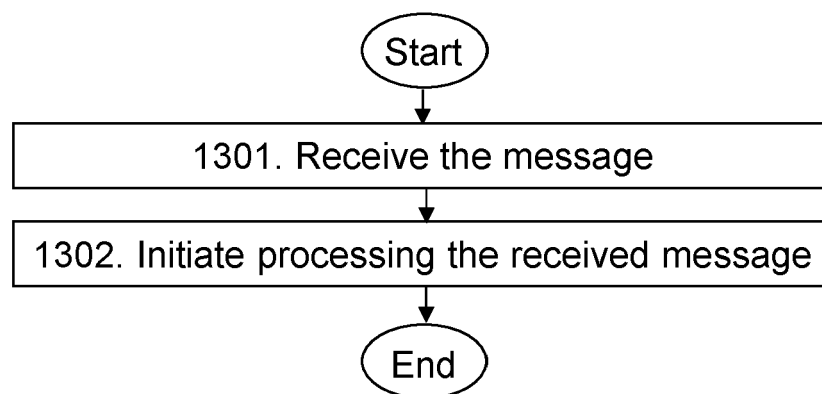 Start
1301. Receive the message
1302. Initiate processing the received message
End